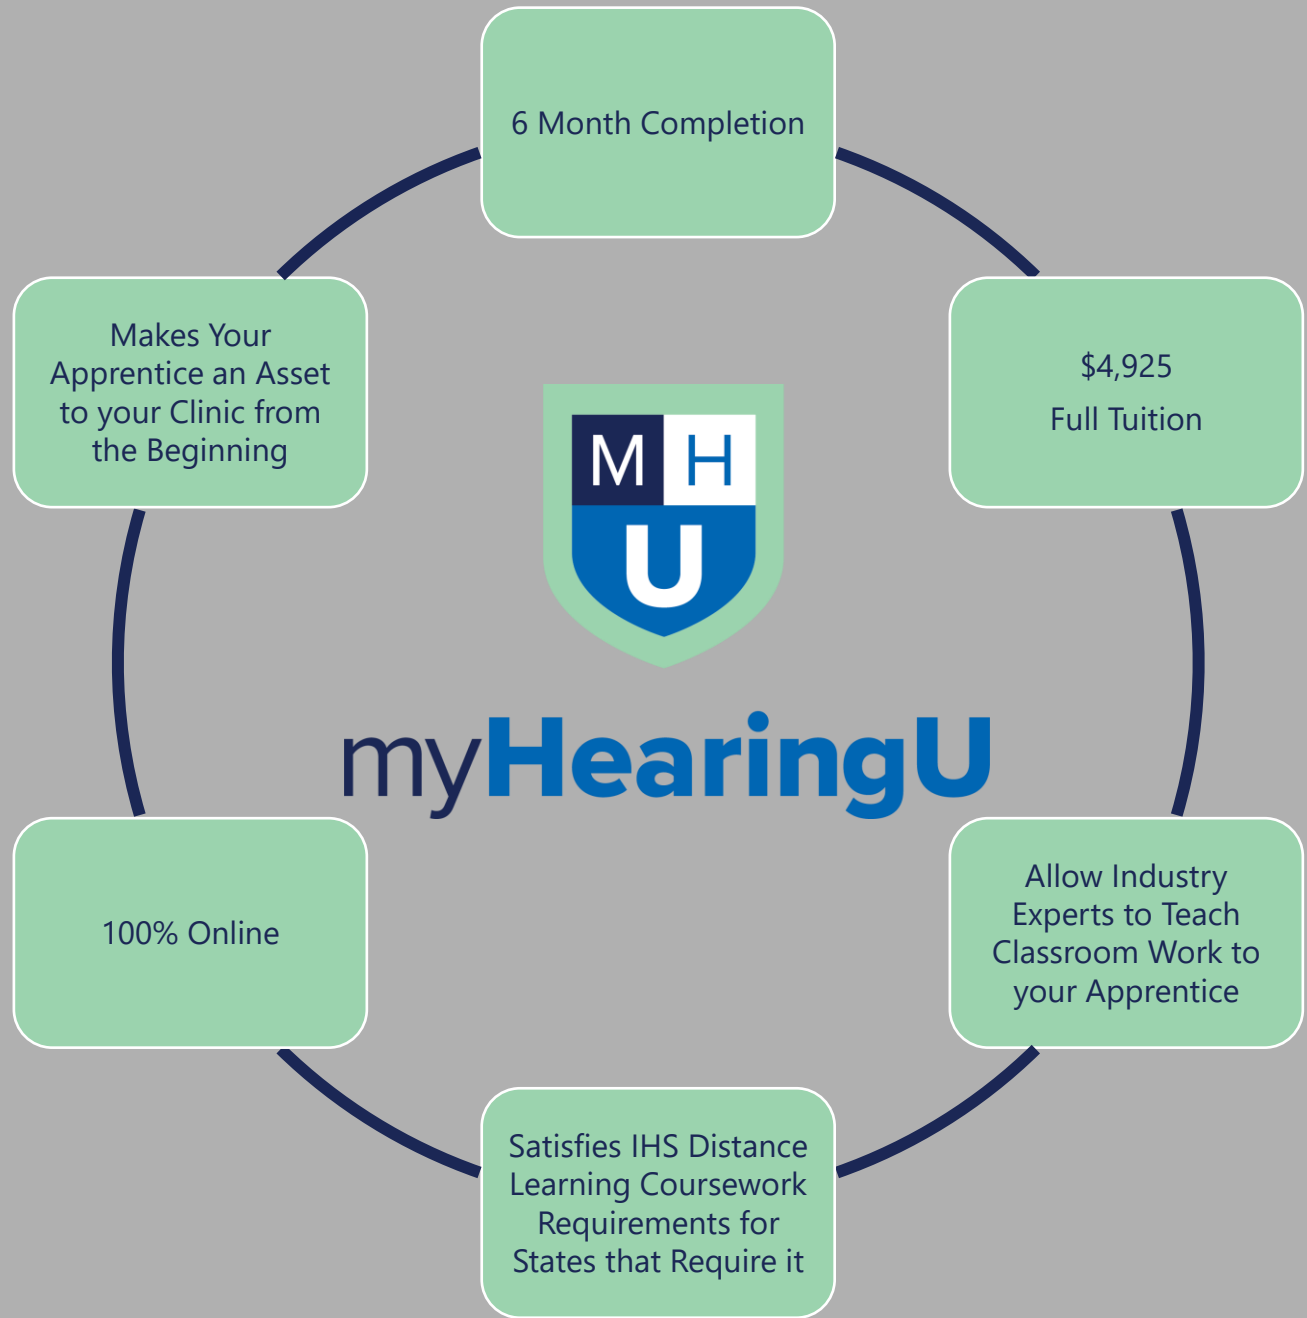 6 Month Completion
$4,925
Full Tuition
Allow Industry
Experts to Teach
Classroom Work to
your Apprentice
Satisfies IHS Distance
Learning Coursework
Requirements for
States that Require it
100% Online
Makes Your
Apprentice an Asset
to your Clinic from
the Beginning
M H
U
myHearingU